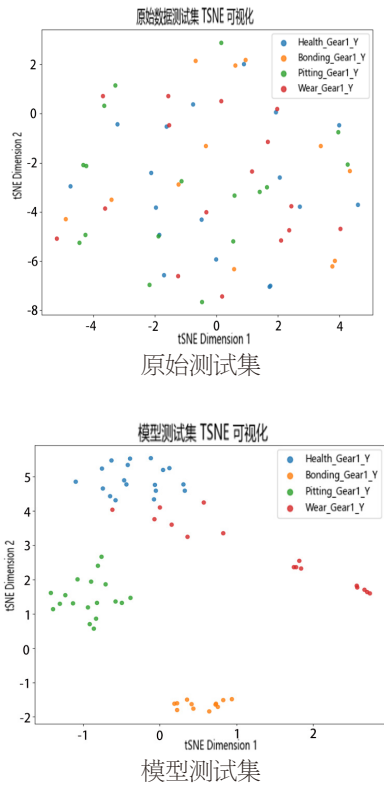 原始数据测试集 TSNE 可视化
Health_Gear1_Y
Bonding_Gear1_Y
Pitting_Gear1_Y
Wear_Gear1_Y
2
0
-2
-4
-6
-8
tSNE Dimension 2
-4
-2
0
2
4
tSNE Dimension 1
原始测试集
模型测试集 TSNE 可视化
Health_Gear1_Y
Bonding_Gear1_Y
Pitting_Gear1_Y
Wear_Gear1_Y
5
4
3
2
1
0
-1
-2
tSNE Dimension 2
-1
0
1
2
tSNE Dimension 1
模型测试集